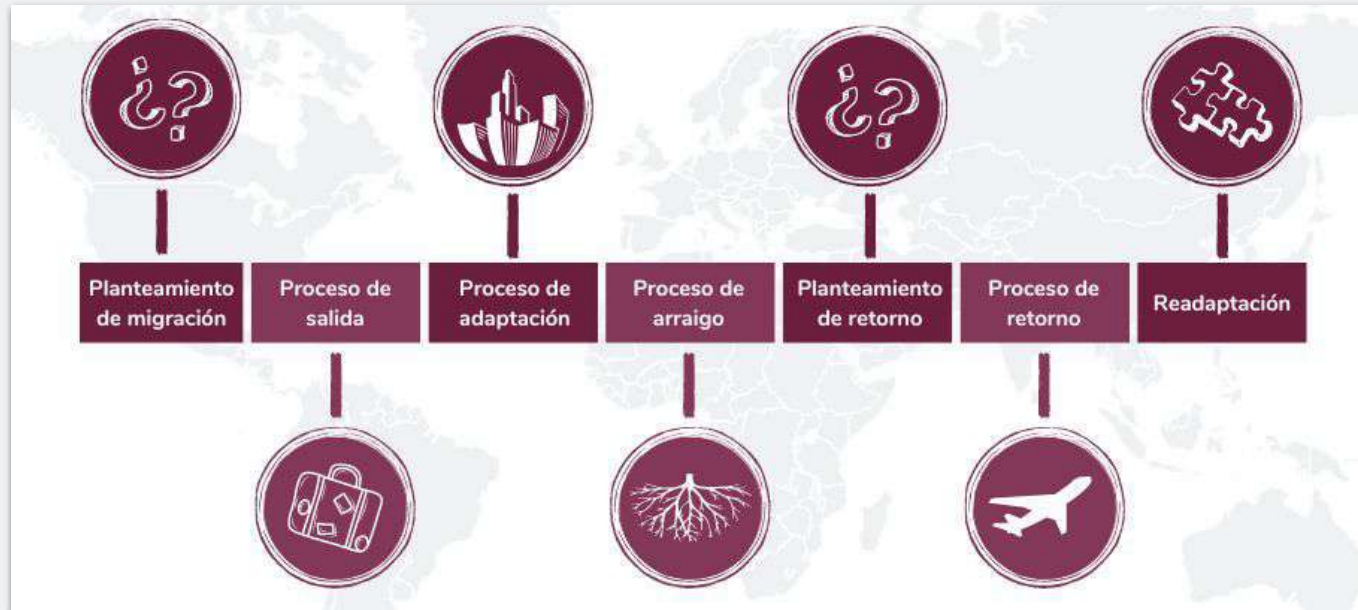 ¿?
¿?
Planteamiento
de migración
Proceso de
salida
Proceso de
adaptación
Proceso de
arraigo
Planteamiento
de retorno
Proceso de
retorno
Readaptación